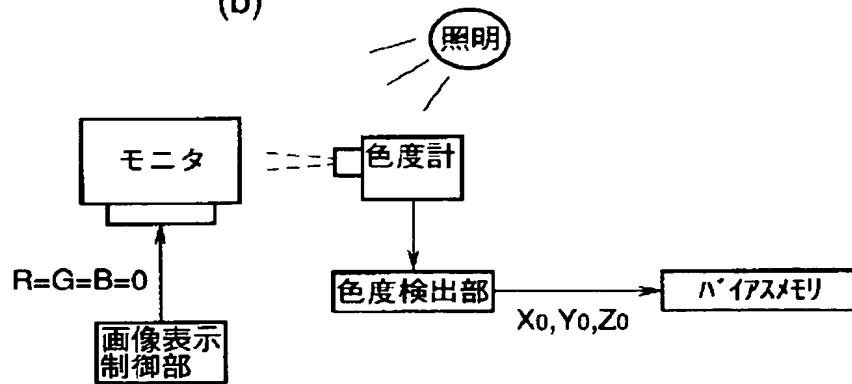 (b)
照明
モニタ
色度計
R=G=B=0
色度検出部
バイアスメモリ
X0,Y0,Z0
画像表示
制御部